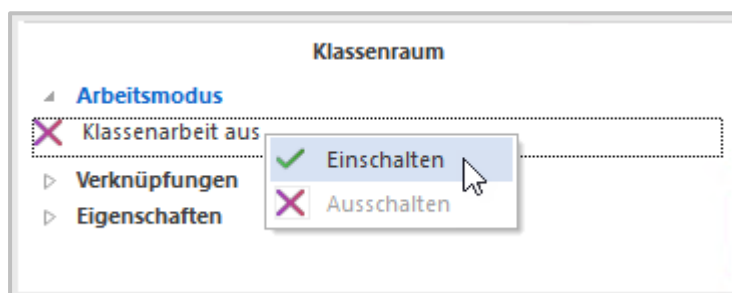 Klassenraum
Arbeitsmodus
Klassenarbeit aus
Einschalten
Verknüpfungen
Ausschalten
Eigenschaften